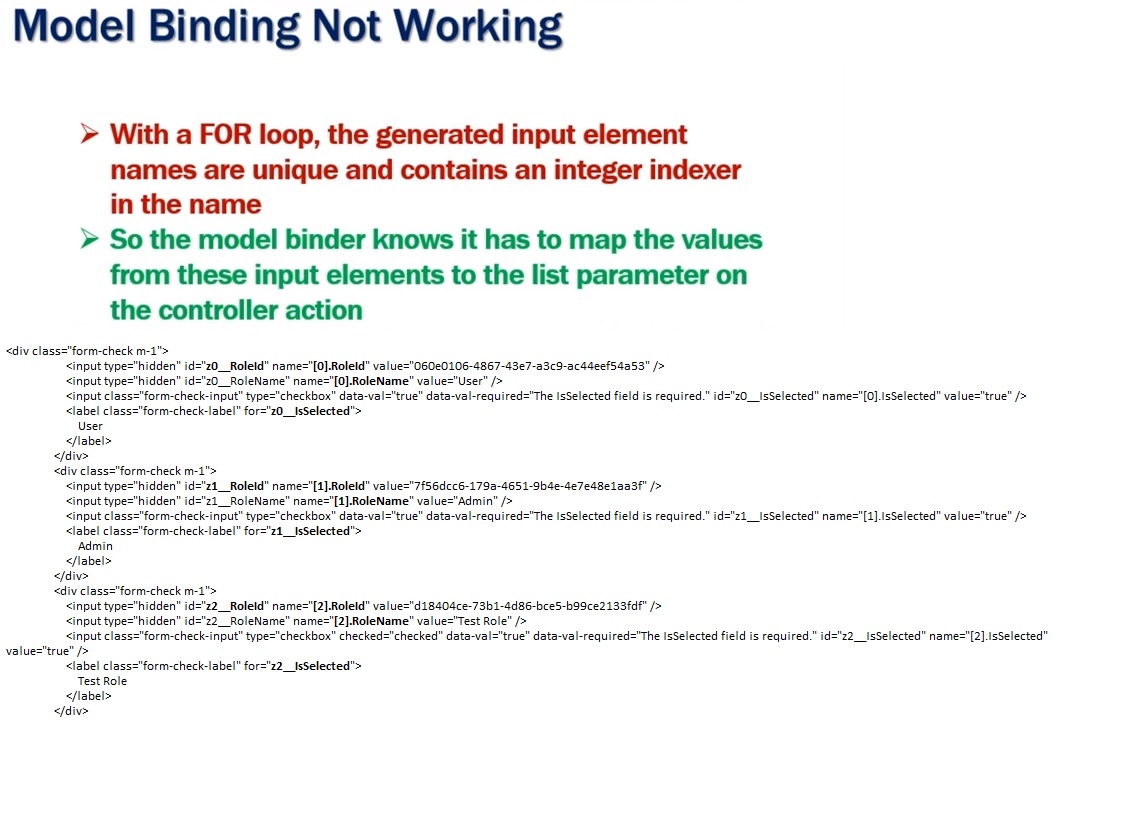 Model Binding Not Working
➢ With a FOR loop, the generated input element
names are unique and contains an integer indexer
in the name
➢ So the model binder knows it has to map the values
from these input elements to the list parameter on
the controller action
<div class="form-check m-1">
<input type="hidden" id="z0__RoleId" name="[0].RoleId" value="060e0106-4867-43e7-a3c9-ac44eef54a53" />
<input type="hidden" id="z0__RoleName" name="[0].RoleName" value="User" />
<input class="form-check-input" type="checkbox" data-val="true" data-val-required="The IsSelected field is required." id="z0__IsSelected" name="[0].IsSelected" value="true" />
<label class="form-check-label" for="z0__IsSelected">
User
</label>
</div>
<div class="form-check m-1">
<input type="hidden" id="z1__RoleId" name="[1].RoleId" value="7f56dcc6-179a-4651-9b4e-4e7e48e1aa3f" />
<input type="hidden" id="z1__RoleName" name="[1].RoleName" value="Admin" />
<input class="form-check-input" type="checkbox" data-val="true" data-val-required="The IsSelected field is required." id="z1__IsSelected" name="[1].IsSelected" value="true" />
<label class="form-check-label" for="z1__IsSelected">
Admin
</label>
</div>
<div class="form-check m-1">
<input type="hidden" id="z2__RoleId" name="[2].RoleId" value="d18404ce-73b1-4d86-bce5-b99ce2133fdf" />
<input type="hidden" id="z2__RoleName" name="[2].RoleName" value="Test Role" />
<input class="form-check-input" type="checkbox" checked="checked" data-val="true" data-val-required="The IsSelected field is required." id="z2__IsSelected" name="[2].IsSelected"
value="true" />
<label class="form-check-label" for="z2__IsSelected">
Test Role
</label>
</div>